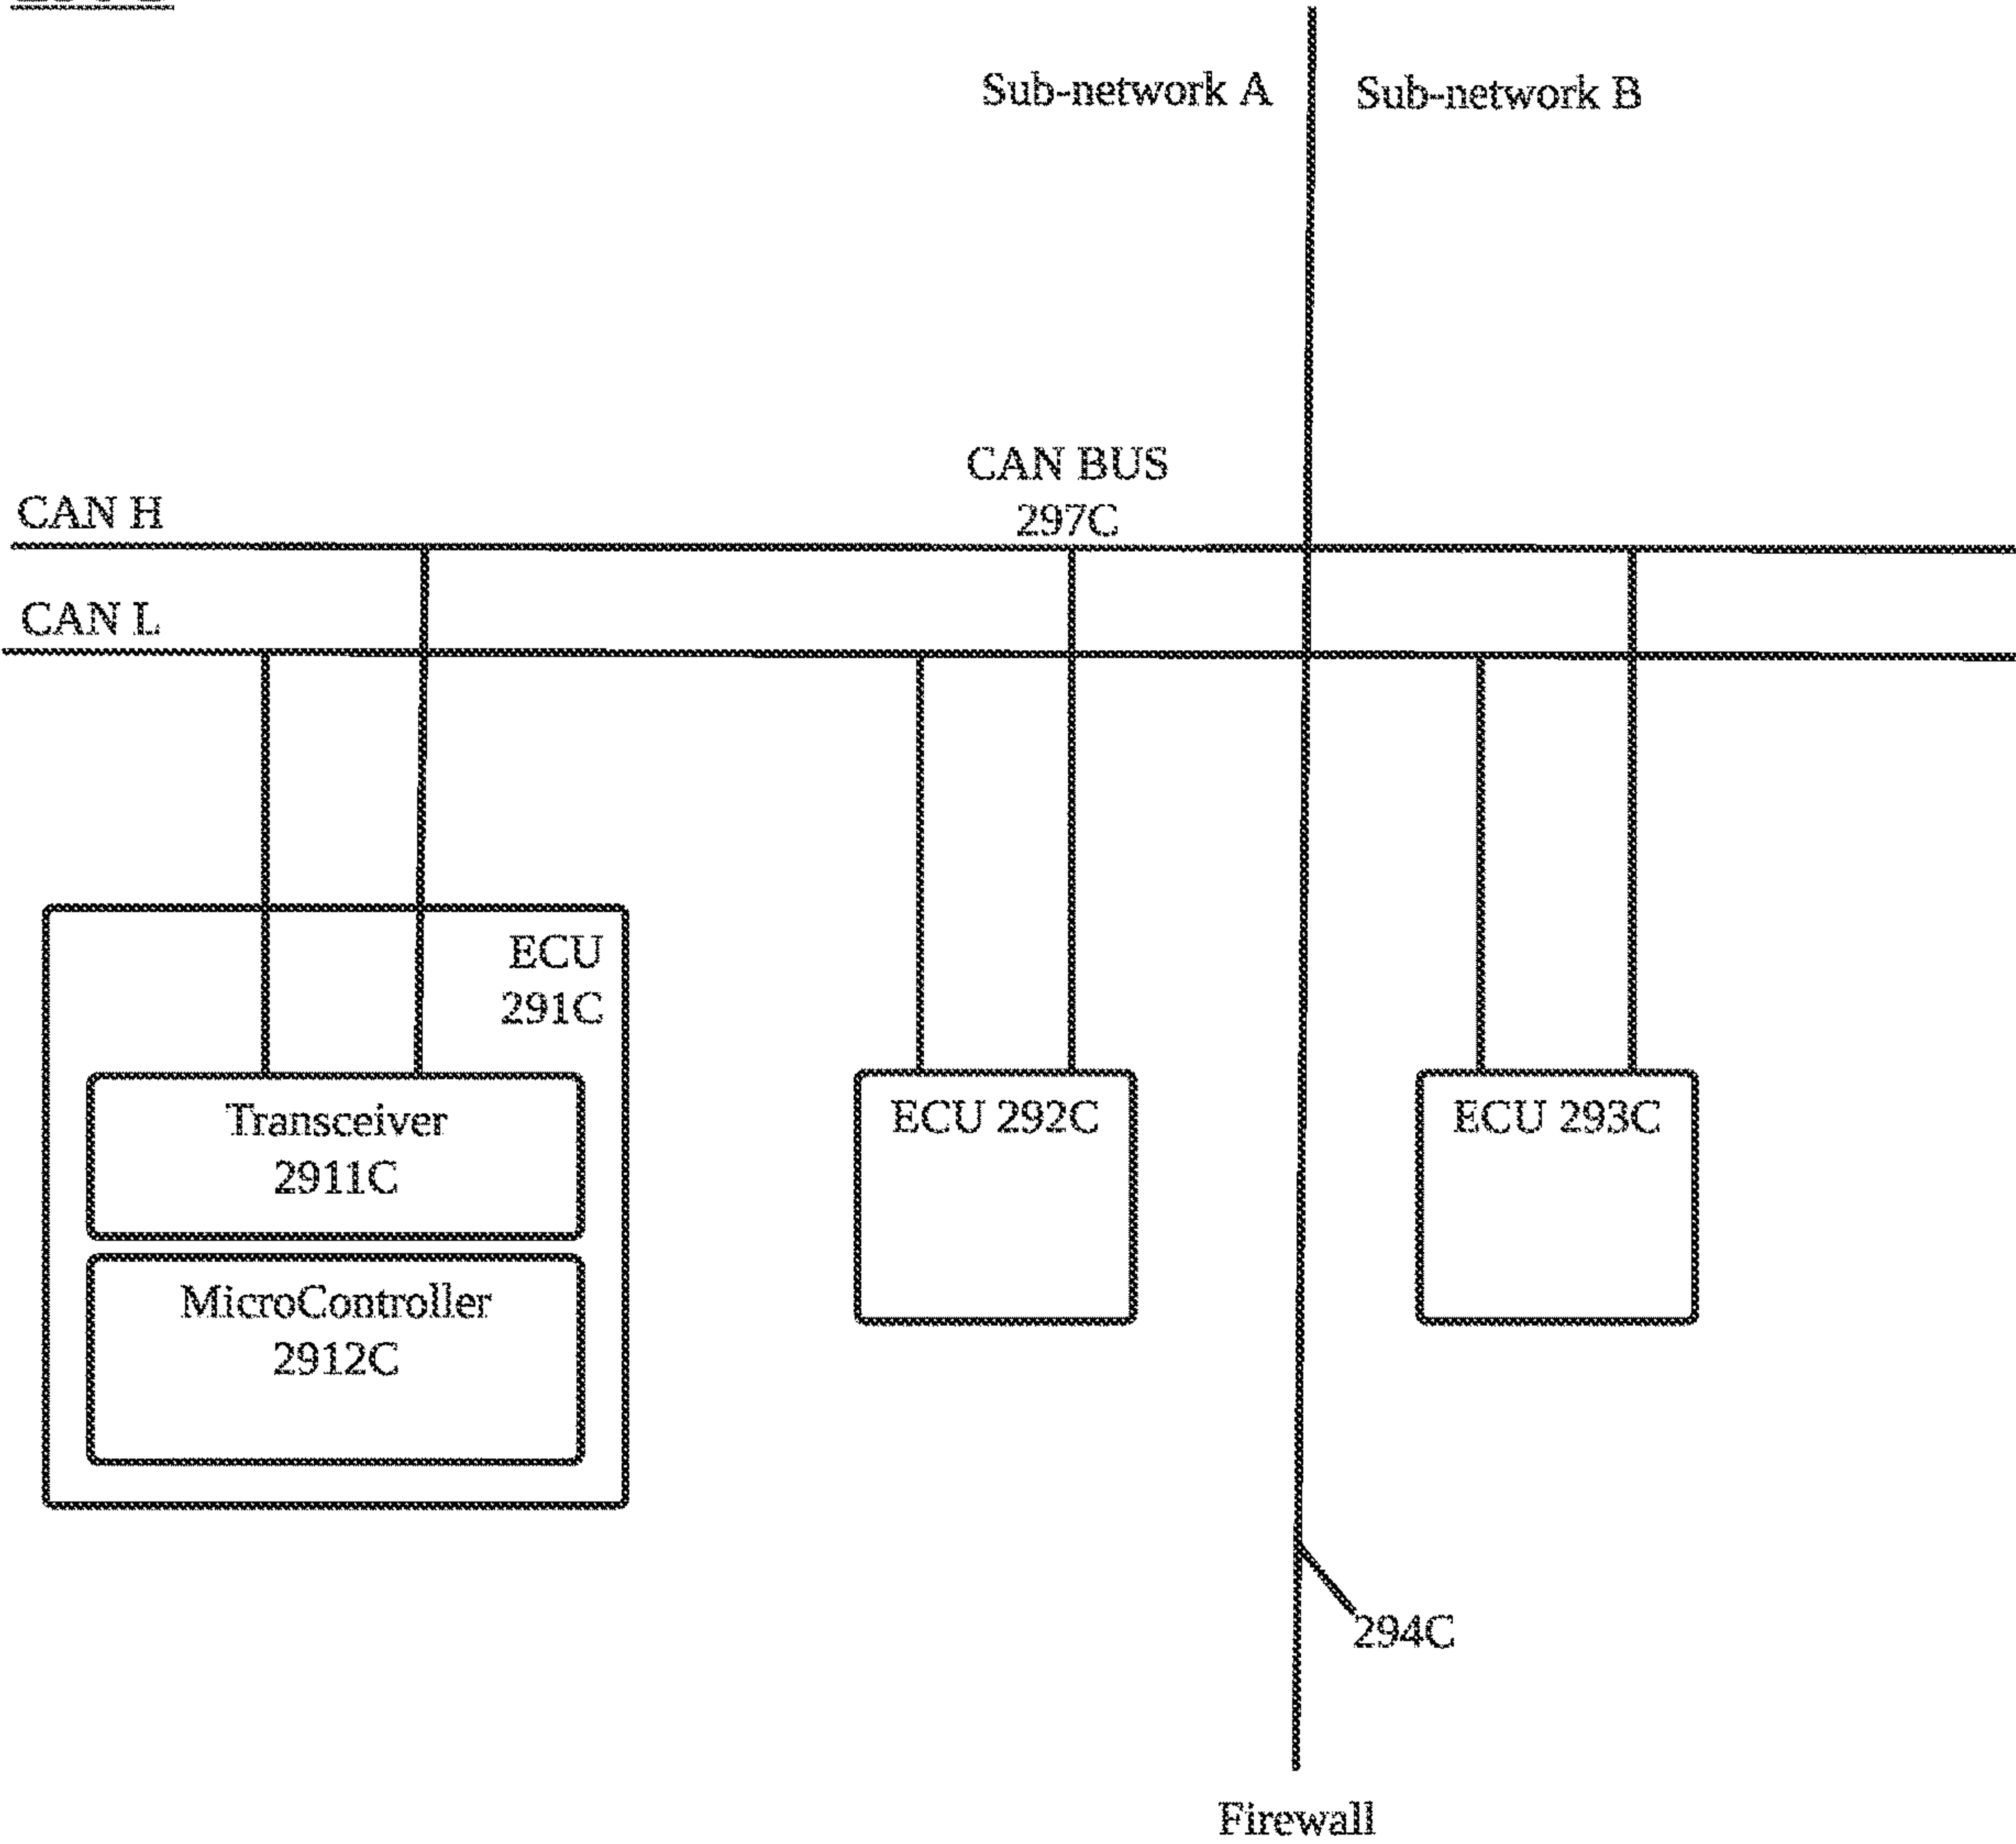 Sub-network A
Sub-network B
CAN BUS
297C
CAN H
CAN L
ECU
291C
Transceiver
2911C
MicroController
2912C
ECU 292C
ECU 293C
294C
Firewall